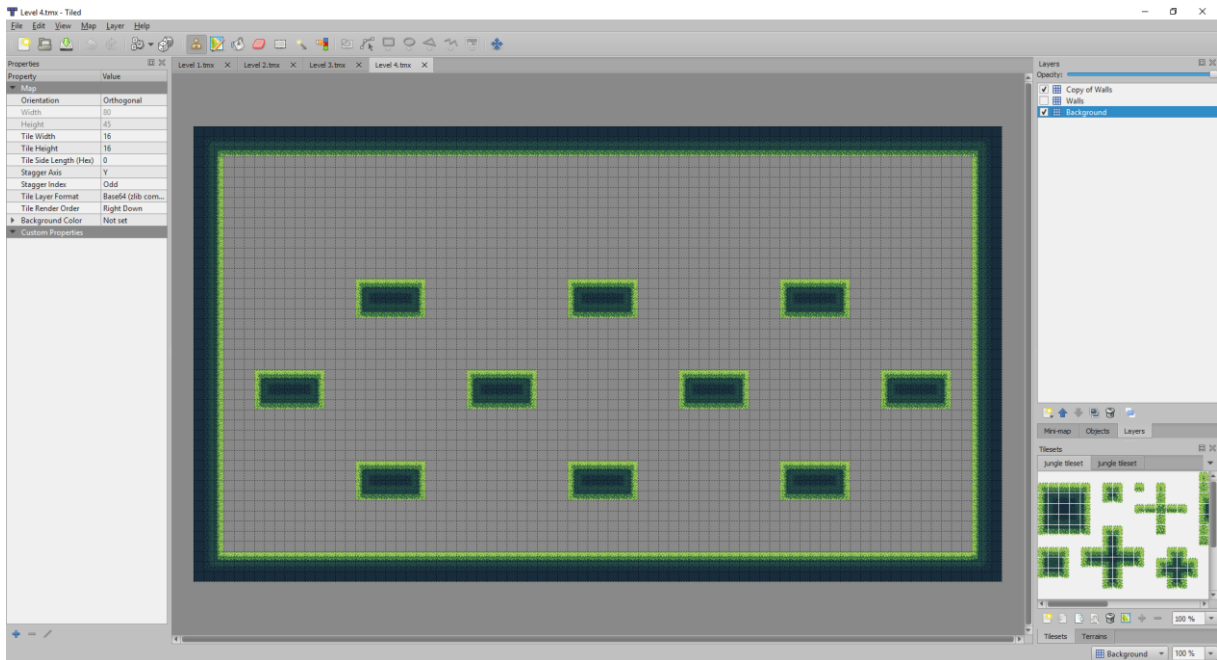 Level 4.tmx - Tiled
File Edit View Map Layer Help
Properties
Level 1.tmx Level 2.tmx Level 3.tmx Level 4.tmx
Layers
Property Value
Opacity:
Map
Orientation Orthogonal
Width 80
Height 45
Tile Width 16
Tile Height 16
Tile Side Length (Hex) 0
Stagger Axis Y
Stagger Index Odd
Tile Layer Format Base64 (zlib com...
Tile Render Order Right Down
Background Color Not set
Custom Properties
Copy of Walls
Walls
Background
Mini-map Objects Layers
Tilesets
jungle tileset jungle tileset
100 %
Tilesets Terrains
Background 100 %